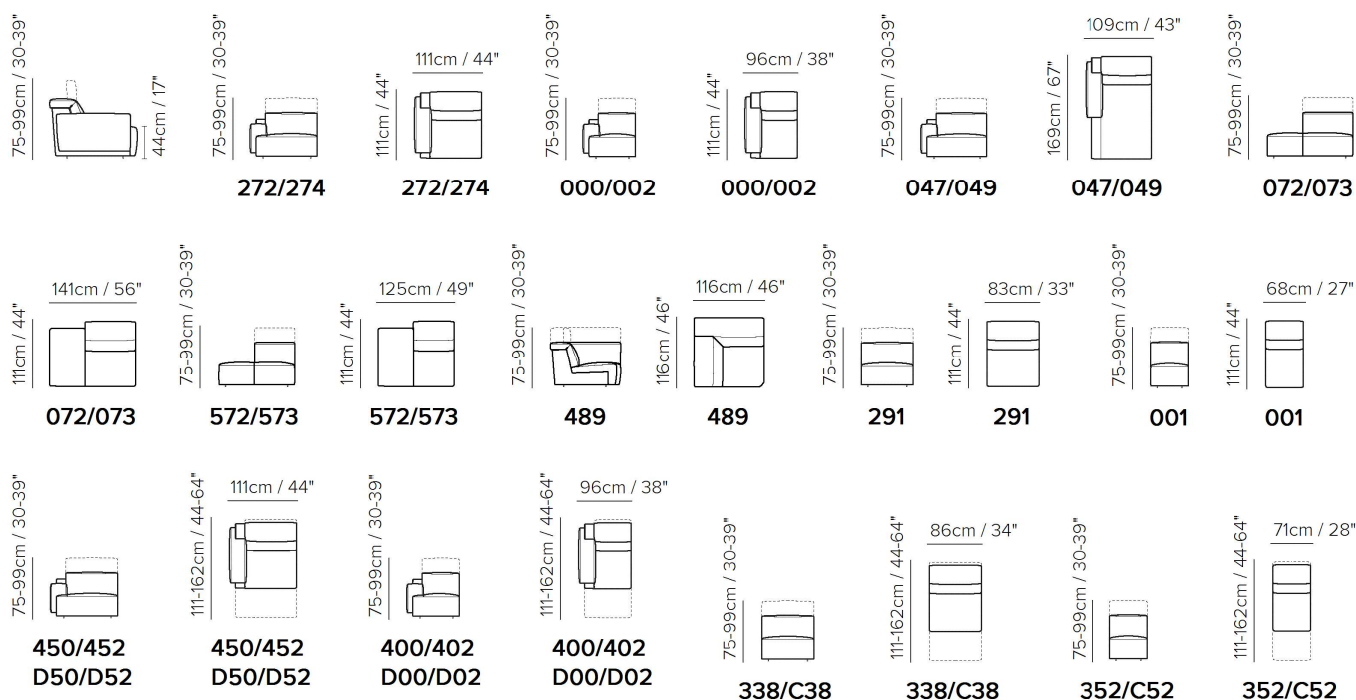 75-99cm / 30-39"
44cm / 17"
75-99cm / 30-39"
272/274
111cm / 44"
111cm / 44"
272/274
75-99cm / 30-39"
000/002
96cm / 38"
111cm / 44"
000/002
75-99cm / 30-39"
047/049
109cm / 43"
169cm / 67"
047/049
75-99cm / 30-39"
072/073
141cm / 56"
111cm / 44"
072/073
75-99cm / 30-39"
572/573
125cm / 49"
111cm / 44"
572/573
75-99cm / 30-39"
489
116cm / 46"
116cm / 46"
489
75-99cm / 30-39"
291
83cm / 33"
111cm / 44"
291
75-99cm / 30-39"
001
68cm / 27"
111cm / 44"
001
75-99cm / 30-39"
450/452
D50/D52
111cm / 44"
111-162cm / 44-64"
450/452
D50/D52
75-99cm / 30-39"
400/402
D00/D02
96cm / 38"
111-162cm / 44-64"
400/402
D00/D02
75-99cm / 30-39"
338/C38
86cm / 34"
111-162cm / 44-64"
338/C38
75-99cm / 30-39"
352/C52
71cm / 28"
111-162cm / 44-64"
352/C52